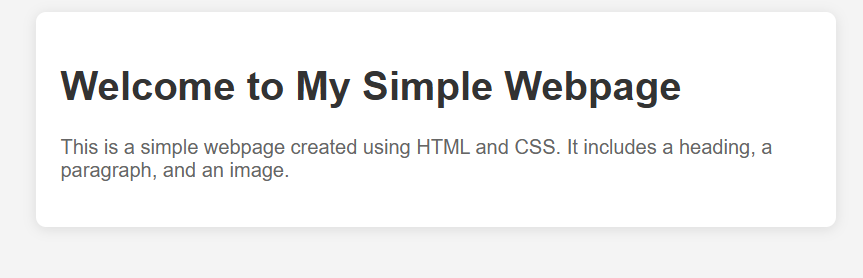 Welcome to My Simple Webpage
This is a simple webpage created using HTML and CSS. It includes a heading, a
paragraph, and an image.